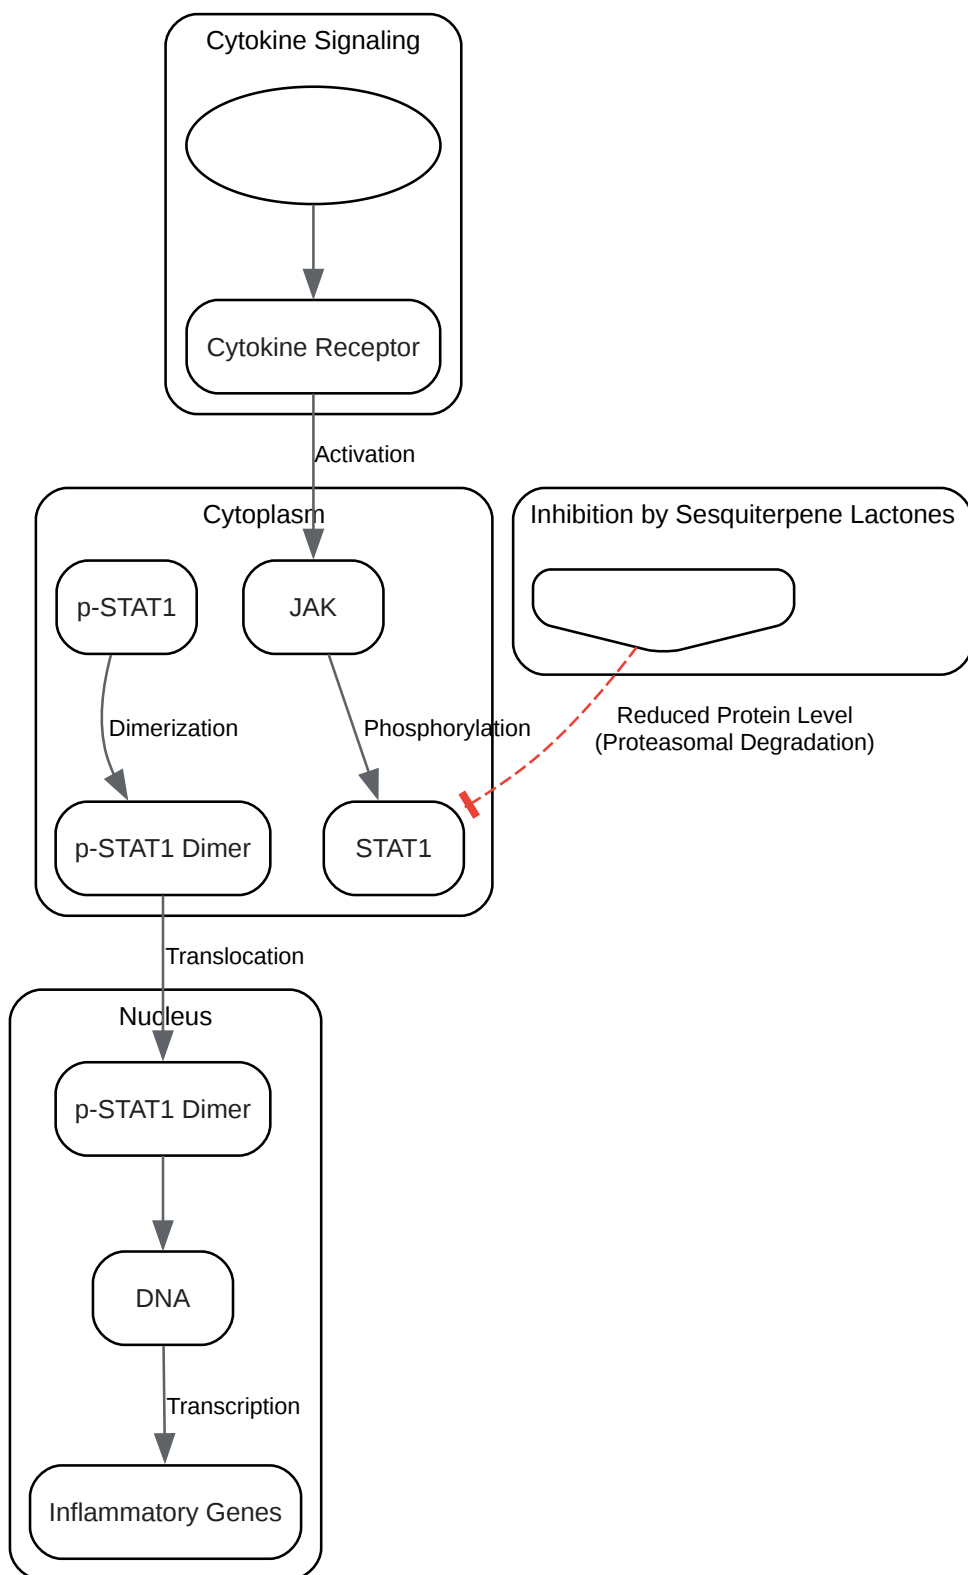 Cytokine Signaling
Cytokine Receptor
Activation
Cytoplasm
Inhibition by Sesquiterpene Lactones
p-STAT1
JAK
Dimerization
Phosphorylation
Reduced Protein Level
(Proteasomal Degradation)
p-STAT1 Dimer
STAT1
Translocation
Nucleus
p-STAT1 Dimer
DNA
Transcription
Inflammatory Genes